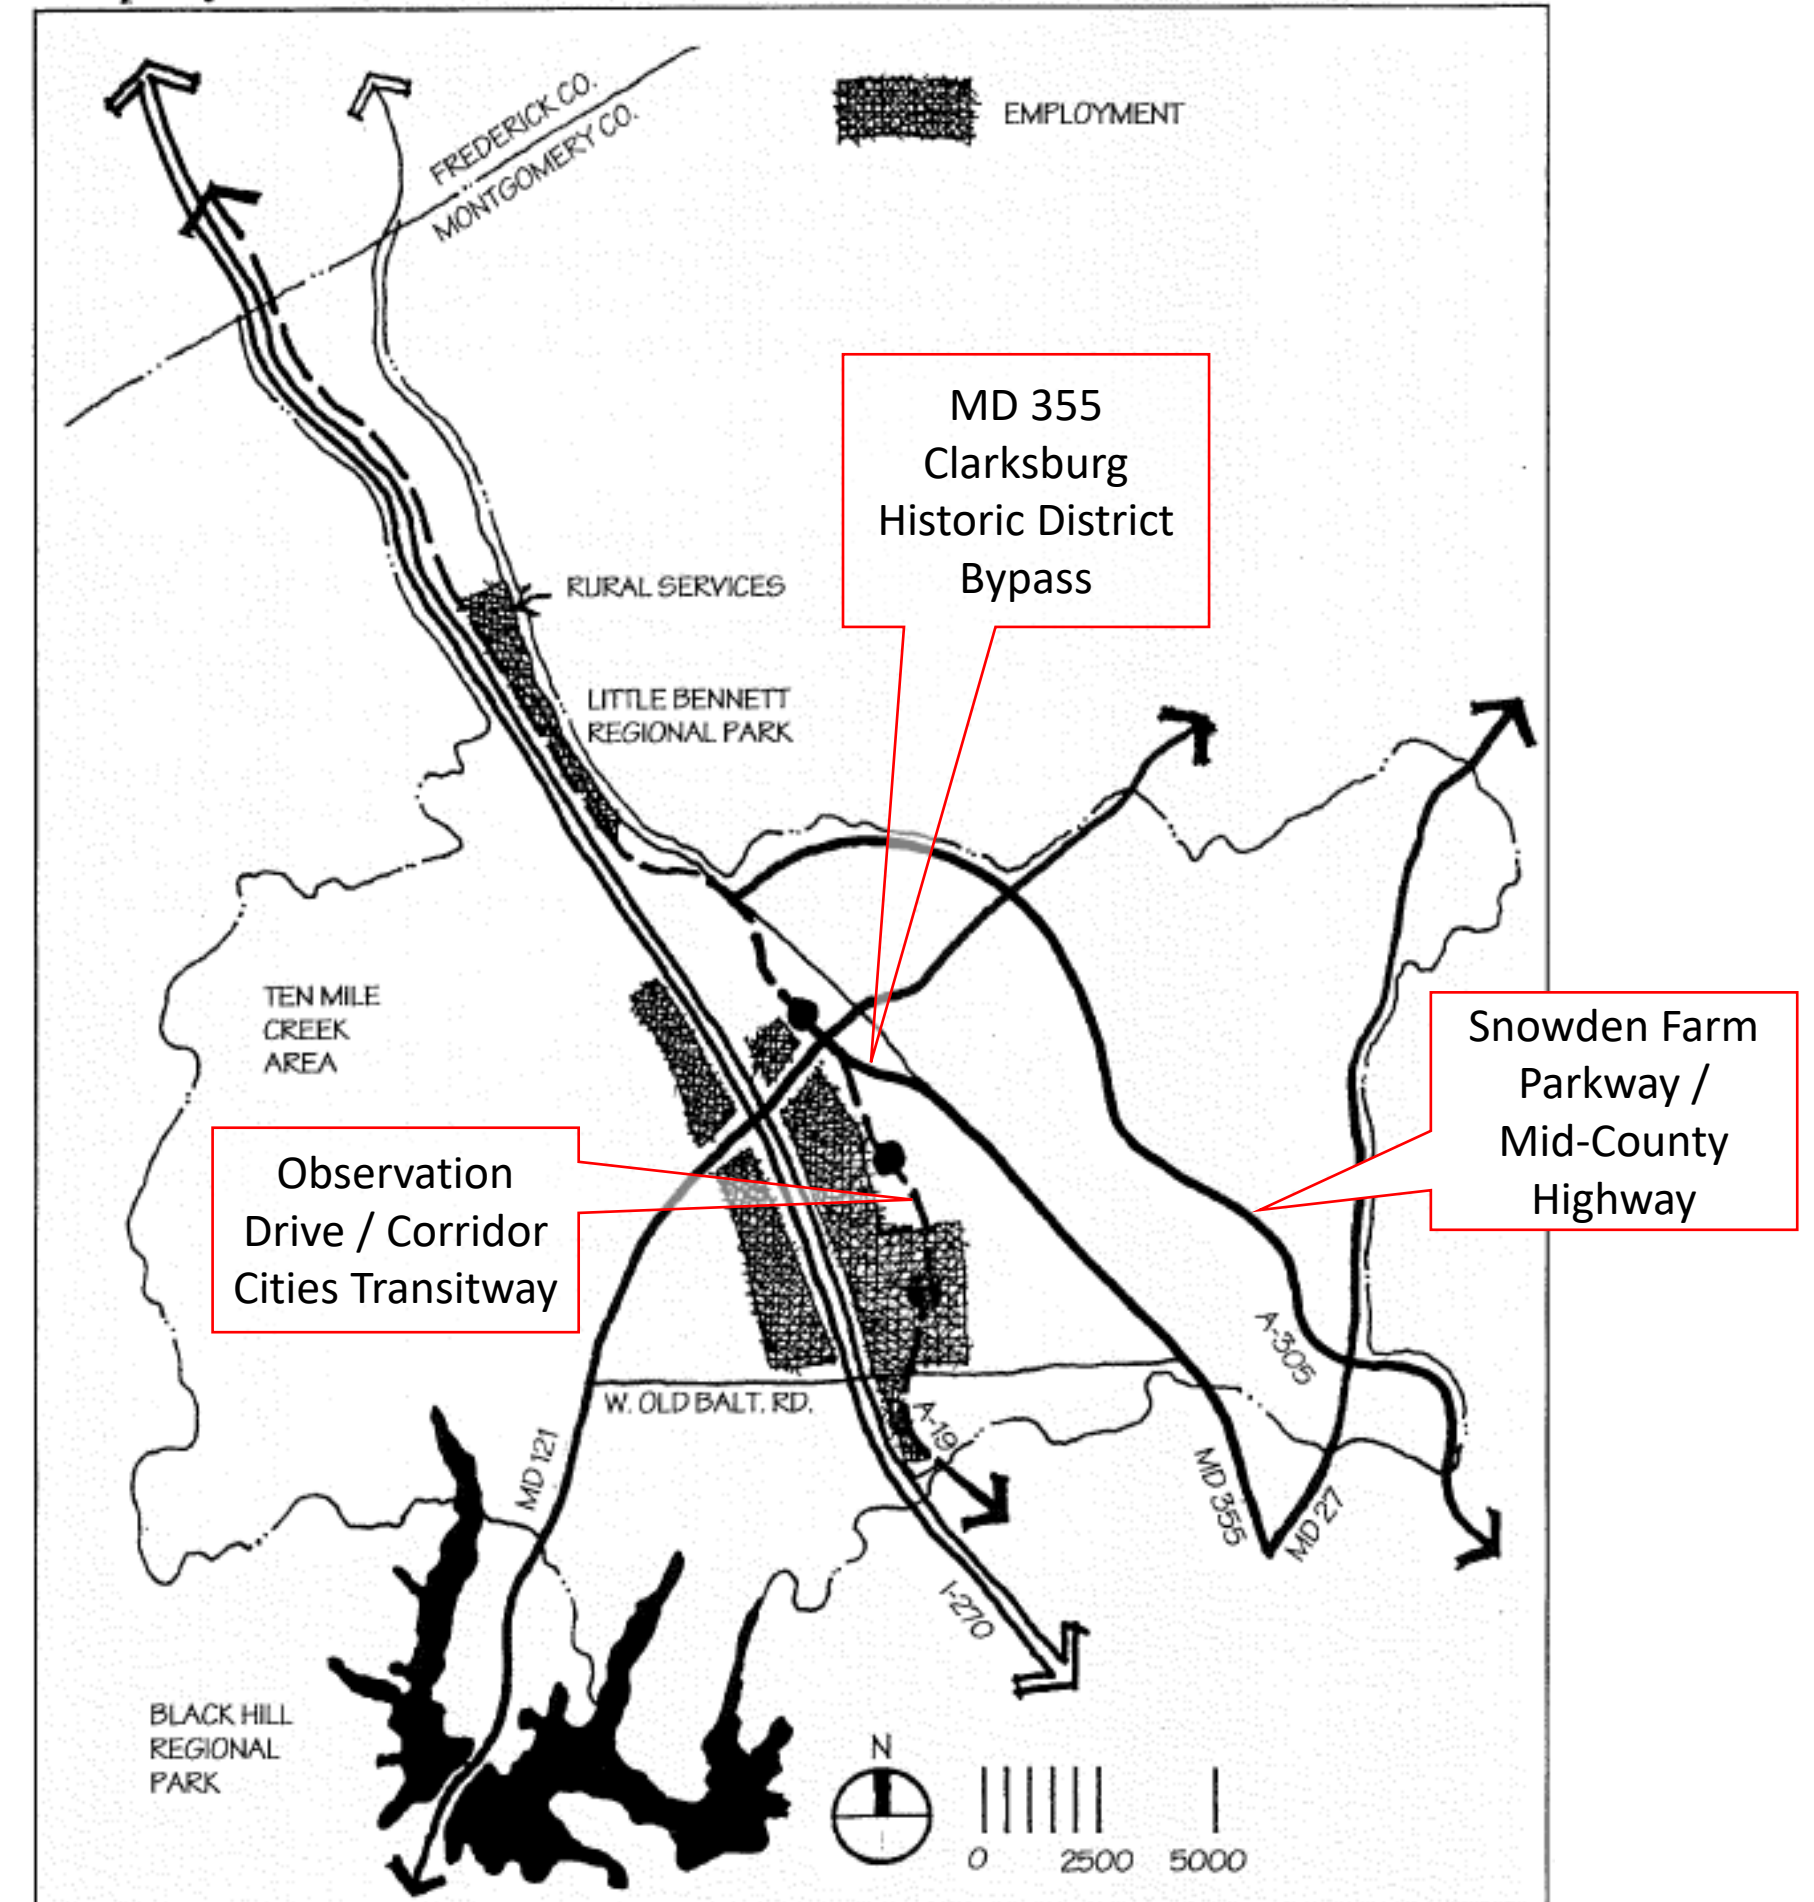 FREDERICK CO.
MONTGOMERY CO.
EMPLOYMENT
MD 355
Clarksburg
Historic District
Bypass
RURAL SERVICES
LITTLE BENNETT
REGIONAL PARK
TEN MILE
CREEK
AREA
Snowden Farm
Parkway /
Mid-County
Highway
Observation
Drive / Corridor
Cities Transitway
A-305
W. OLD BALT. RD.
A-19
MD 121
MD 355
MD 27
I-270
BLACK HILL
REGIONAL
PARK
N
0 2500 5000